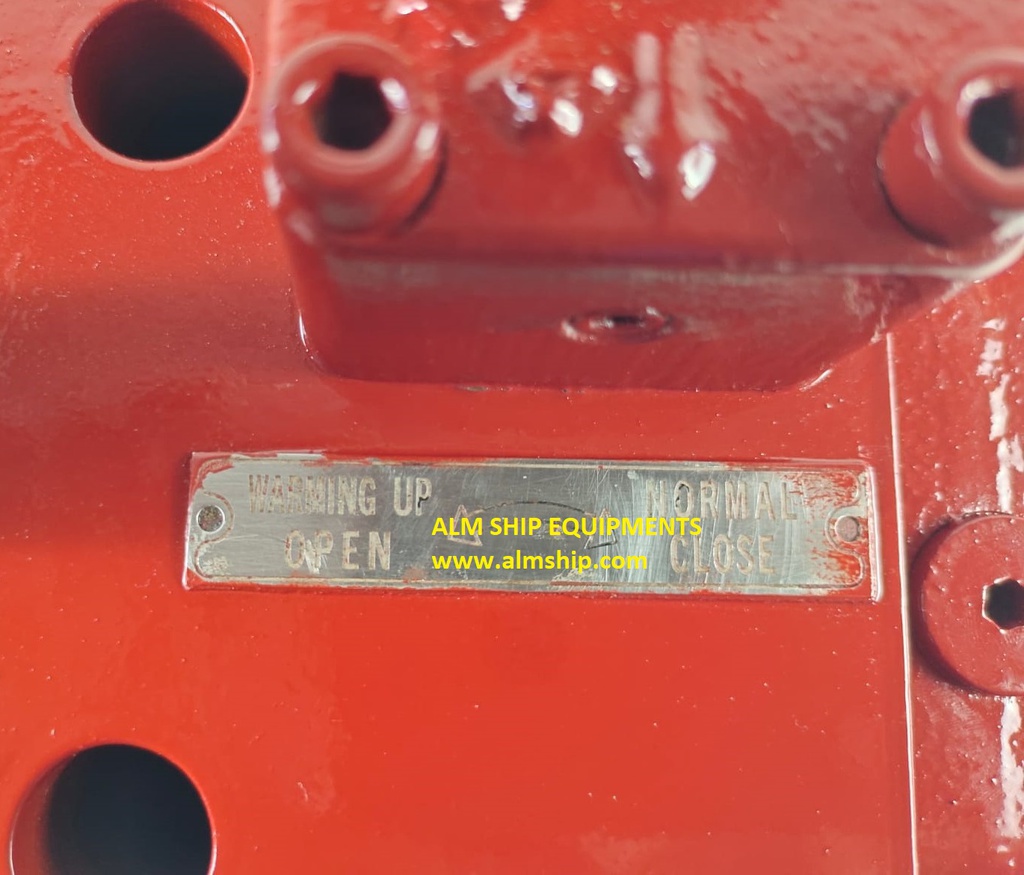 WARMING UP
OPEN
NORMAL
CLOSE
ALM SHIP EQUIPMENTS
www.almship.com